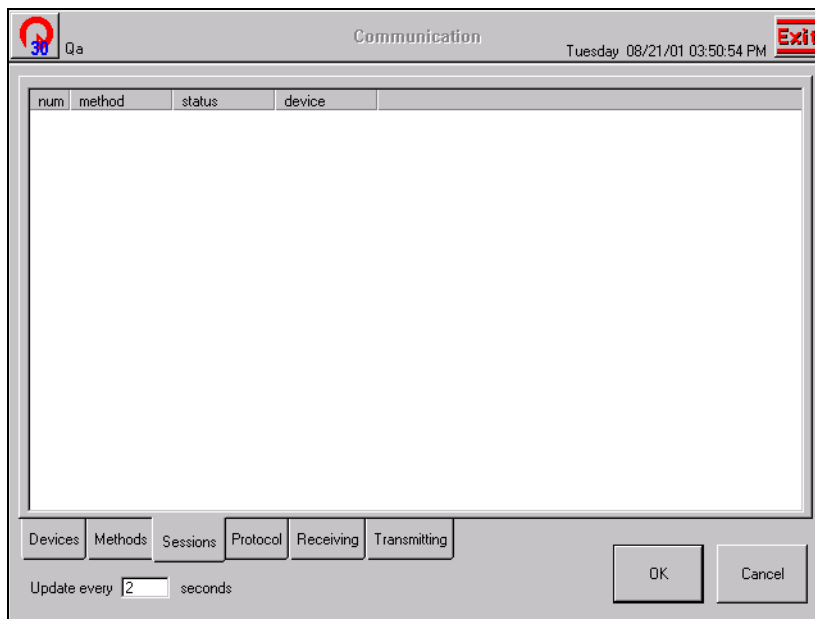 30 Qa Communication Tuesday 08/21/01 03:50:54 PM Exit
num method status device
Devices Methods Sessions Protocol Receiving Transmitting
Update every 2 seconds
OK Cancel